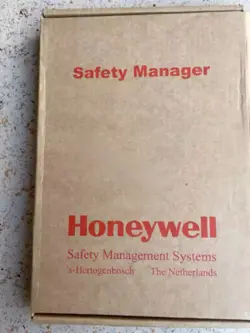 Safety Manager
Honeywell
Safety Management Systems
's-Hertogenbosch The Netherlands